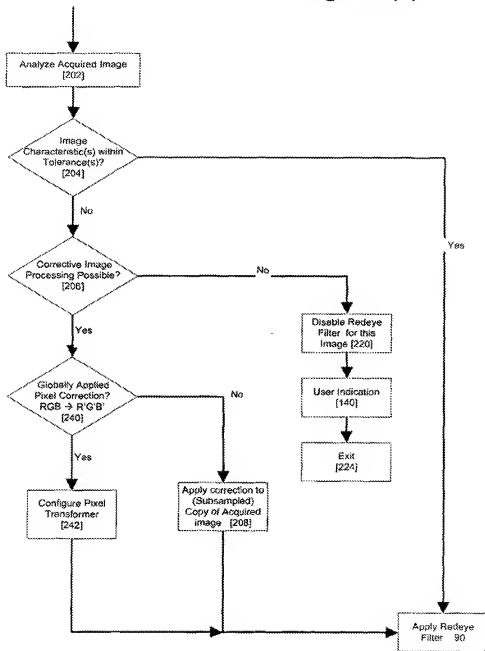 Analyze Acquired Image
[202]
Image
Characteristic(s) within
Tolerance(s)?
[204]
No
Yes
Corrective Image
Processing Possible?
[206]
No
Yes
Disable Redeye
Filter for this
Image [220]
Globally Applied
Pixel Correction?
RGB → R'G'B'
[240]
No
User Indication
[140]
Yes
Exit
[224]
Configure Pixel
Transformer
[242]
Apply correction to
(Subsampled)
Copy of Acquired
Image [208]
Apply Redeye
Filter 90